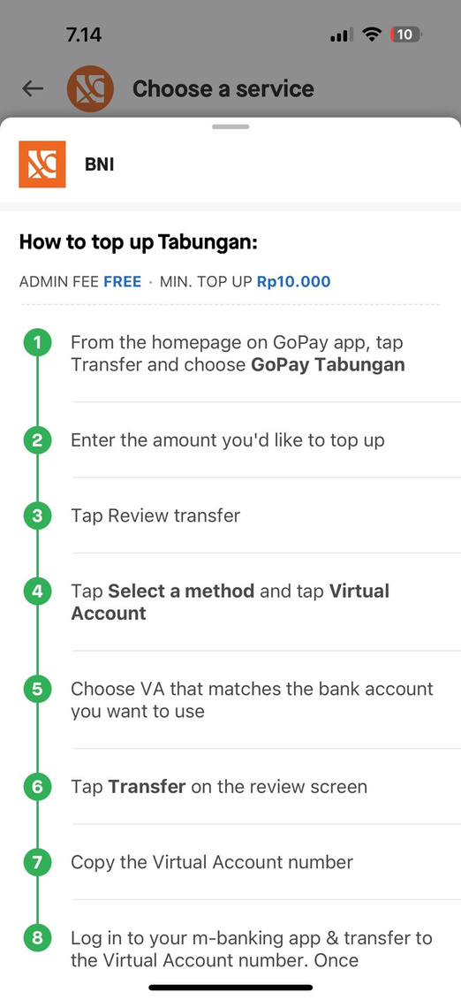 7.14
10
Choose a service
BNI
How to top up Tabungan:
ADMIN FEE FREE · MIN. TOP UP Rp10.000
1 From the homepage on GoPay app, tap
Transfer and choose GoPay Tabungan
2 Enter the amount you'd like to top up
3 Tap Review transfer
4 Tap Select a method and tap Virtual
Account
5 Choose VA that matches the bank account
you want to use
6 Tap Transfer on the review screen
7 Copy the Virtual Account number
8 Log in to your m-banking app & transfer to
the Virtual Account number. Once